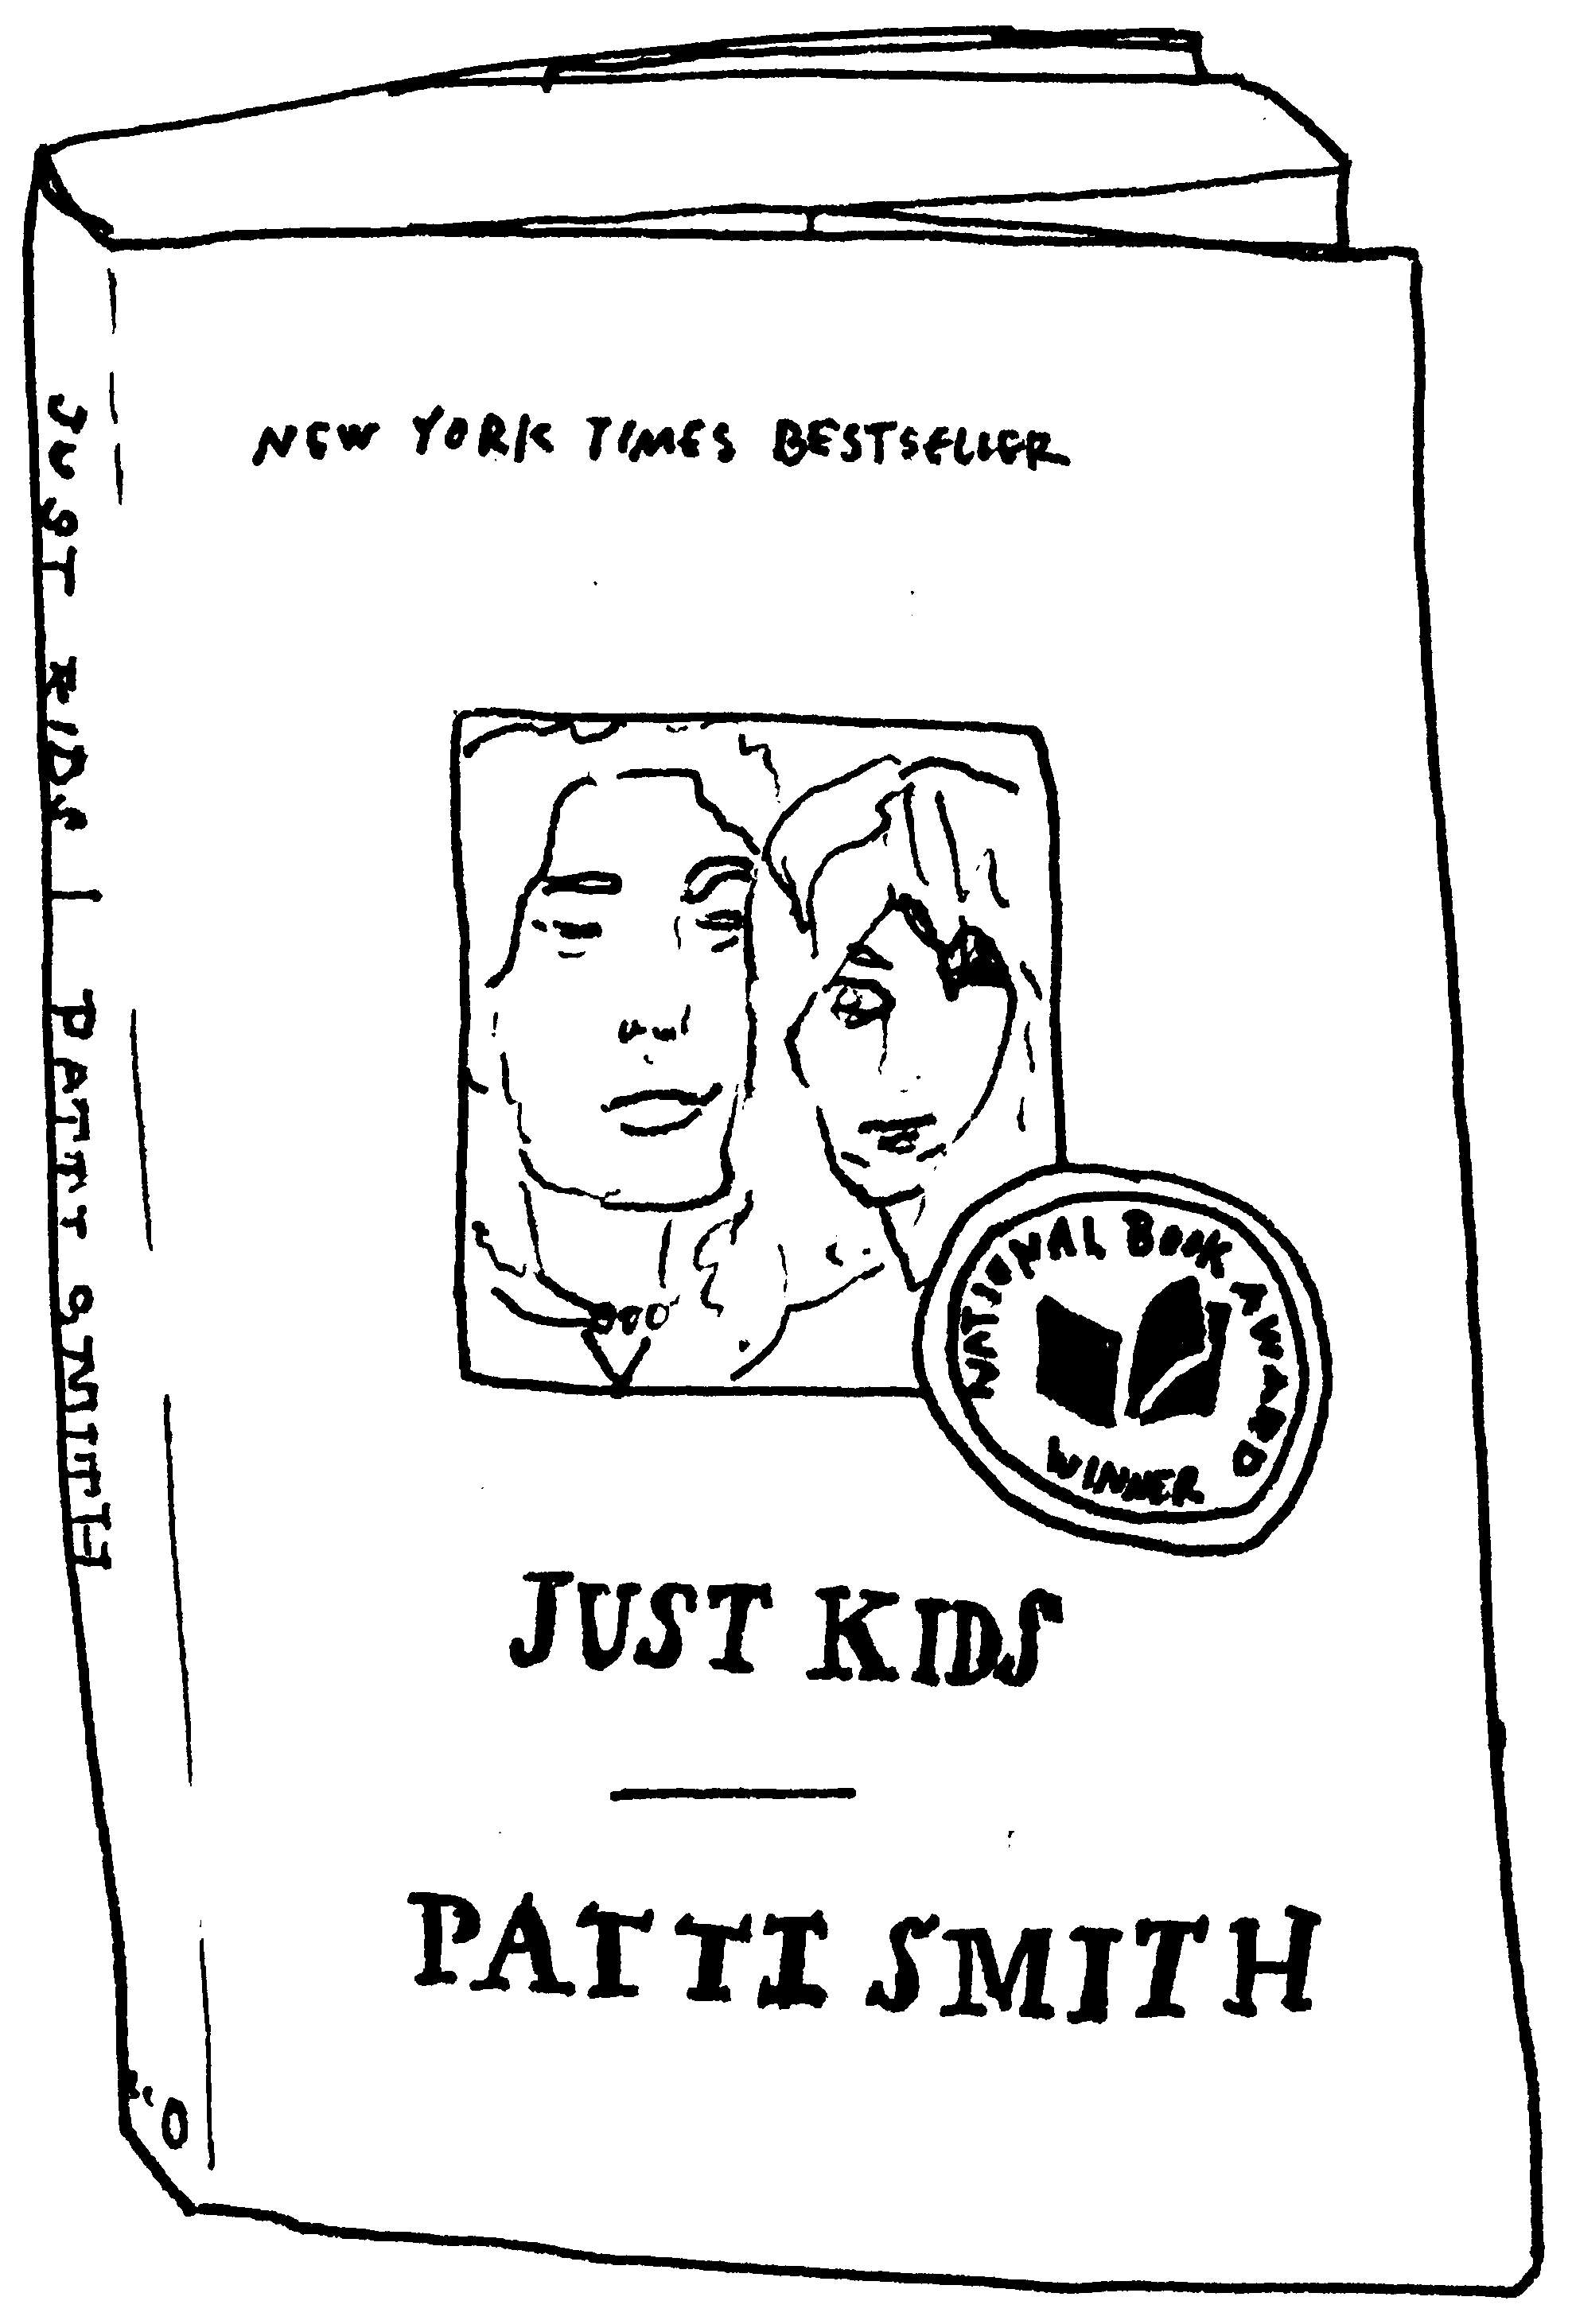 NEW YORK TIMES BESTSELLER
NATIONAL BOOK AWARD
WINNER
JUST KIDS
PATTI SMITH
JUST KIDS | PATTI SMITH